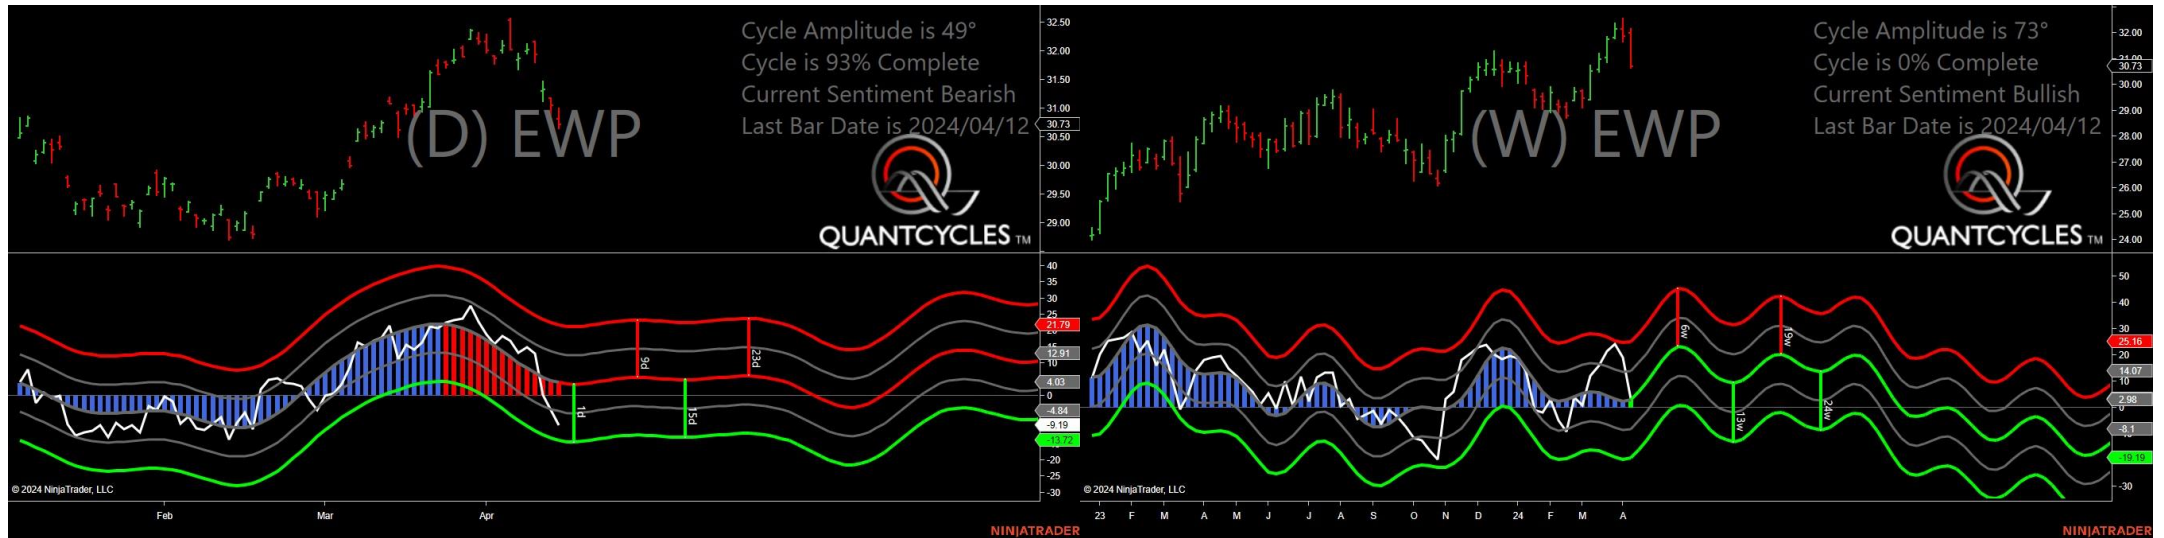 Cycle Amplitude is 49°
Cycle is 93% Complete
Current Sentiment Bearish
Last Bar Date is 2024/04/12
(D) EWP
QUANTCYCLES TM
32.50
32.00
31.50
31.00
30.73
30.50
30.00
29.50
29.00
40
35
30
25
21.79
12.91
10
4.03
0
-4.84
-9.19
-13.72
-20
-25
-30
1d
9d
15d
23d
© 2024 NinjaTrader, LLC
Feb
Mar
Apr
NINJATRADER
Cycle Amplitude is 73°
Cycle is 0% Complete
Current Sentiment Bullish
Last Bar Date is 2024/04/12
(W) EWP
QUANTCYCLES TM
32.00
30.73
30.00
29.00
28.00
27.00
26.00
25.00
24.00
50
40
30
25.16
20
14.07
10
2.98
0
-8.1
-19.19
-30
6w
13w
19w
24w
© 2024 NinjaTrader, LLC
23 F M A M J J A S O N D 24 F M A
NINJATRADER